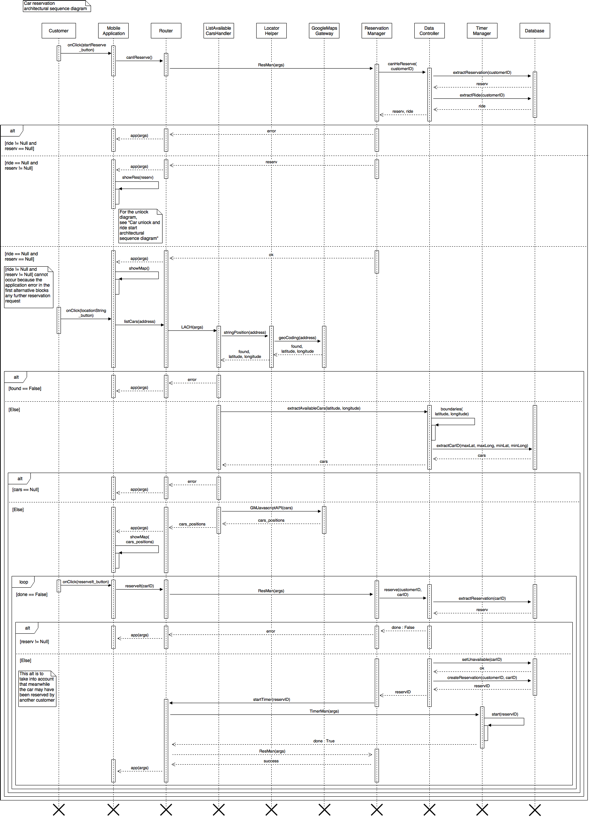 Car reservation
architectural sequence diagram
Customer
Mobile
Application
Router
ListAvailable
CarsHandler
Locator
Helper
GoogleMaps
Gateway
Reservation
Manager
Data
Controller
Timer
Manager
Database
onClick(startReserve
_button)
canIReserve()
ResMan(args)
canHeReserve(
customerID)
extractReservation(customerID)
reserv
extractRide(customerID)
ride
reserv, ride
alt
[ride != Null and
reserv == Null]
error
app(args)
[ride == Null and
reserv != Null]
reserv
app(args)
showRes(reserv)
For the unlock
diagram,
see "Car unlock and
ride start
architectural
sequence diagram"
[ride == Null and
reserv == Null]
ok
app(args)
showMap()
[ride != Null and
reserv != Null] cannot
occur because the
application error in the
first alternative blocks
any further reservation
request
onClick(locationString
_button)
listCars(address)
LACH(args)
stringPosition(address)
geoCoding(address)
found,
latitude, longitude
found,
latitude, longitude
alt
[found == False]
error
app(args)
[Else]
extractAvailableCars(latitude, longitude)
boundaries(
latitude, longitude)
extractCarID(maxLat, maxLong, minLat, minLong)
cars
cars
alt
[cars == Null]
error
app(args)
[Else]
GMJavascriptAPI(cars)
cars_positions
cars_positions
app(args)
showMap(
cars_positions)
loop
[done == False]
onClick(reserveIt_button)
reserveIt(carID)
ResMan(args)
reserve(customerID,
carID)
extractReservation(carID)
reserv
alt
[reserv != Null]
done : False
error
app(args)
[Else]
This alt is to
take into account
that meanwhile
the car may have
been reserved by
another customer
setUnavailable(carID)
ok
createReservation(customerID, carID)
reservID
reservID
startTimer(reservID)
TimerMan(args)
start(reservID)
done : True
ResMan(args)
success
app(args)